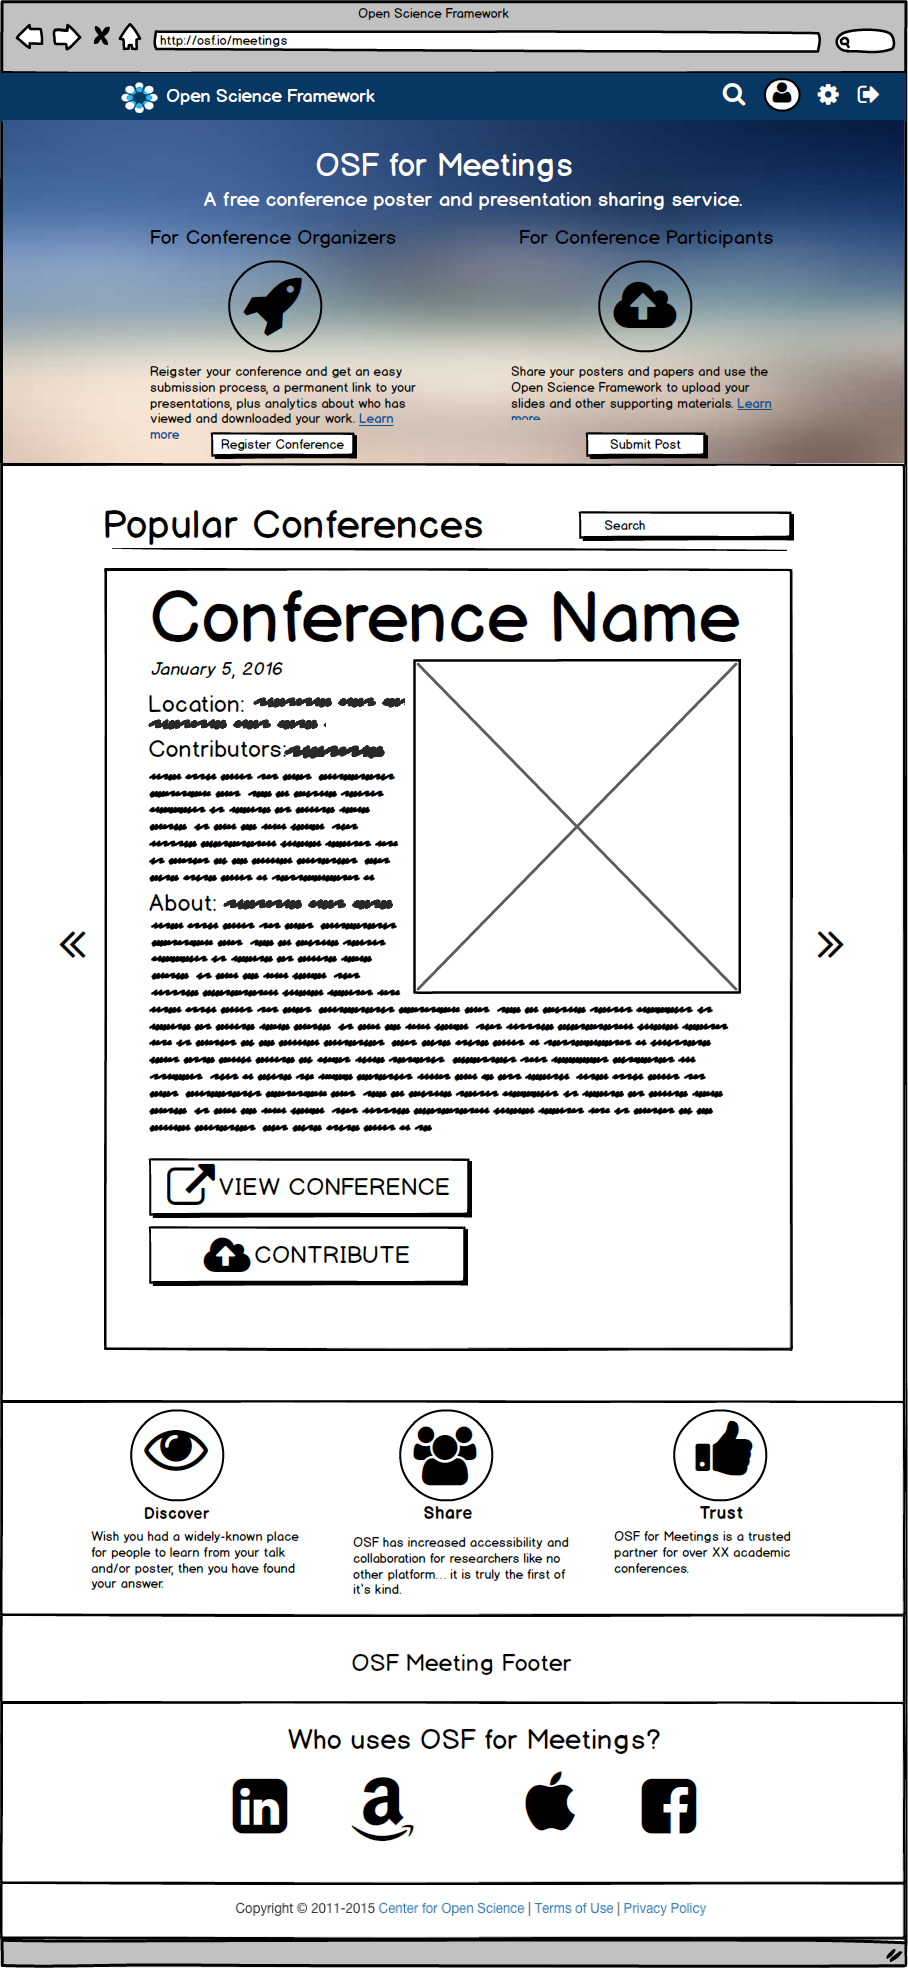 Open Science Framework
http://osf.io/meetings
Open Science Framework
OSF for Meetings
A free conference poster and presentation sharing service.
For Conference Organizers
Reigster your conference and get an easy
submission process, a permanent link to your
presentations, plus analytics about who has
viewed and downloaded your work. Learn
more
Register Conference
For Conference Participants
Share your posters and papers and use the
Open Science Framework to upload your
slides and other supporting materials. Learn
more
Submit Post
Popular Conferences
Search
Conference Name
January 5, 2016
Location:
Contributors:
About:
VIEW CONFERENCE
CONTRIBUTE
Discover
Wish you had a widely-known place
for people to learn from your talk
and/or poster, then you have found
your answer.
Share
OSF has increased accessibility and
collaboration for researchers like no
other platform... it is truly the first of
it's kind.
Trust
OSF for Meetings is a trusted
partner for over XX academic
conferences.
OSF Meeting Footer
Who uses OSF for Meetings?
Copyright © 2011-2015 Center for Open Science | Terms of Use | Privacy Policy